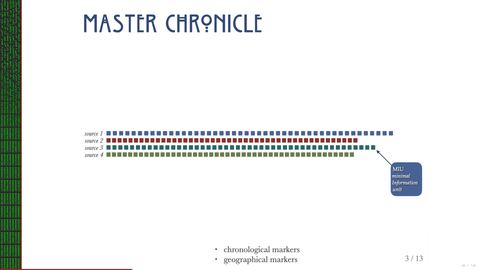 MASTER CHRONICLE
source 1
source 2
source 3
source 4
MIU
minimal
Information
unit
• chronological markers
• geographical markers
3 / 13